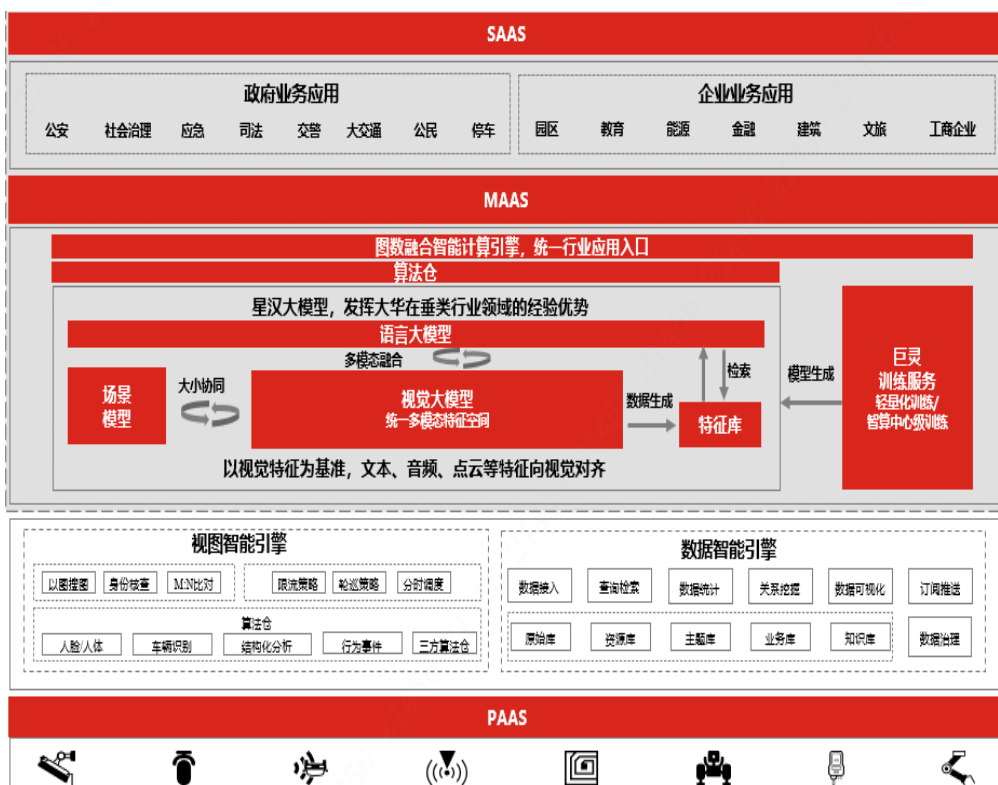 SAAS
政府业务应用
公安 社会治理 应急 司法 交警 大交通 公民 停车
企业业务应用
园区 教育 能源 金融 建筑 文旅 工商企业
MAAS
图数融合智能计算引擎，统一行业应用入口
算法仓
星汉大模型，发挥大华在垂类行业领域的经验优势
语言大模型
多模态融合
检索
场景
模型
大小协同
视觉大模型
统一多模态特征空间
数据生成
特征库
模型生成
巨灵
训练服务
轻量化训练/
智算中心级训练
以视觉特征为基准，文本、音频、点云等特征向视觉对齐
视图智能引擎
以图搜图 身份核查 M:N比对 限流策略 轮巡策略 分时调度
算法仓
人脸/人体 车辆识别 结构化分析 行为事件 三方算法仓
数据智能引擎
数据接入 查询检索 数据统计 关系挖掘 数据可视化 订阅推送
原始库 资源库 主题库 业务库 知识库 数据治理
PAAS